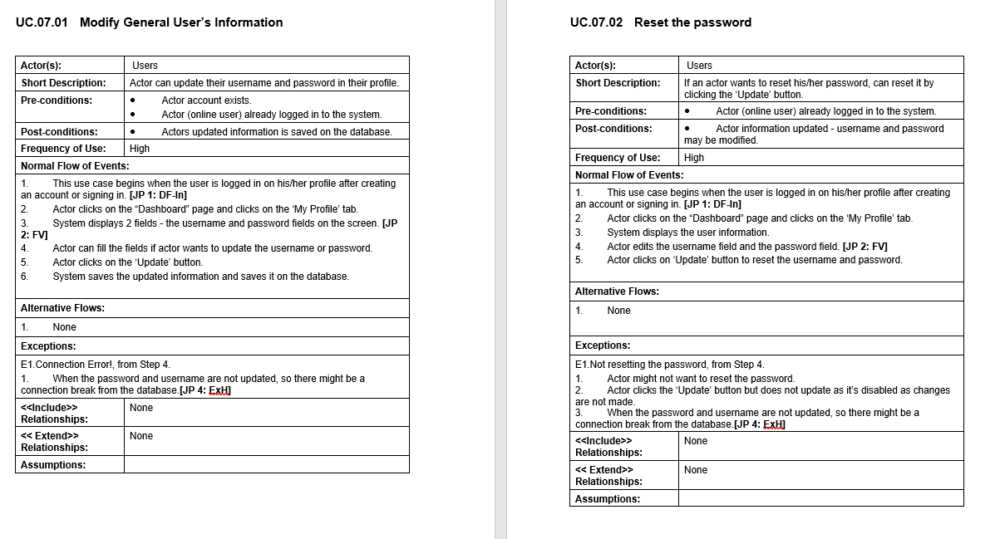 UC.07.01 Modify General User's Information
Actor(s): Users
Short Description: Actor can update their username and password in their profile.
Pre-conditions: • Actor account exists.
• Actor (online user) already logged in to the system.
Post-conditions: • Actors updated information is saved on the database.
Frequency of Use: High
Normal Flow of Events:
1. This use case begins when the user is logged in on his/her profile after creating
an account or signing in. [JP 1: DF-In]
2. Actor clicks on the “Dashboard” page and clicks on the ‘My Profile’ tab.
3. System displays 2 fields - the username and password fields on the screen. [JP
2: FV]
4. Actor can fill the fields if actor wants to update the username or password.
5. Actor clicks on the ‘Update’ button.
6. System saves the updated information and saves it on the database.
Alternative Flows:
1. None
Exceptions:
E1.Connection Error!, from Step 4.
1. When the password and username are not updated, so there might be a
connection break from the database.[JP 4: ExH]
<<Include>> None
Relationships:
<< Extend>> None
Relationships:
Assumptions:
UC.07.02 Reset the password
Actor(s): Users
Short Description: If an actor wants to reset his/her password, can reset it by
clicking the ‘Update’ button.
Pre-conditions: • Actor (online user) already logged in to the system.
Post-conditions: • Actor information updated - username and password
may be modified.
Frequency of Use: High
Normal Flow of Events:
1. This use case begins when the user is logged in on his/her profile after creating
an account or signing in. [JP 1: DF-In]
2. Actor clicks on the “Dashboard” page and clicks on the ‘My Profile’ tab.
3. System displays the user information.
4. Actor edits the username field and the password field. [JP 2: FV]
5. Actor clicks on ‘Update’ button to reset the username and password.
Alternative Flows:
1. None
Exceptions:
E1.Not resetting the password, from Step 4.
1. Actor might not want to reset the password.
2. Actor clicks the ‘Update’ button but does not update as it’s disabled as changes
are not made.
3. When the password and username are not updated, so there might be a
connection break from the database.[JP 4: ExH]
<<Include>> None
Relationships:
<< Extend>> None
Relationships:
Assumptions: